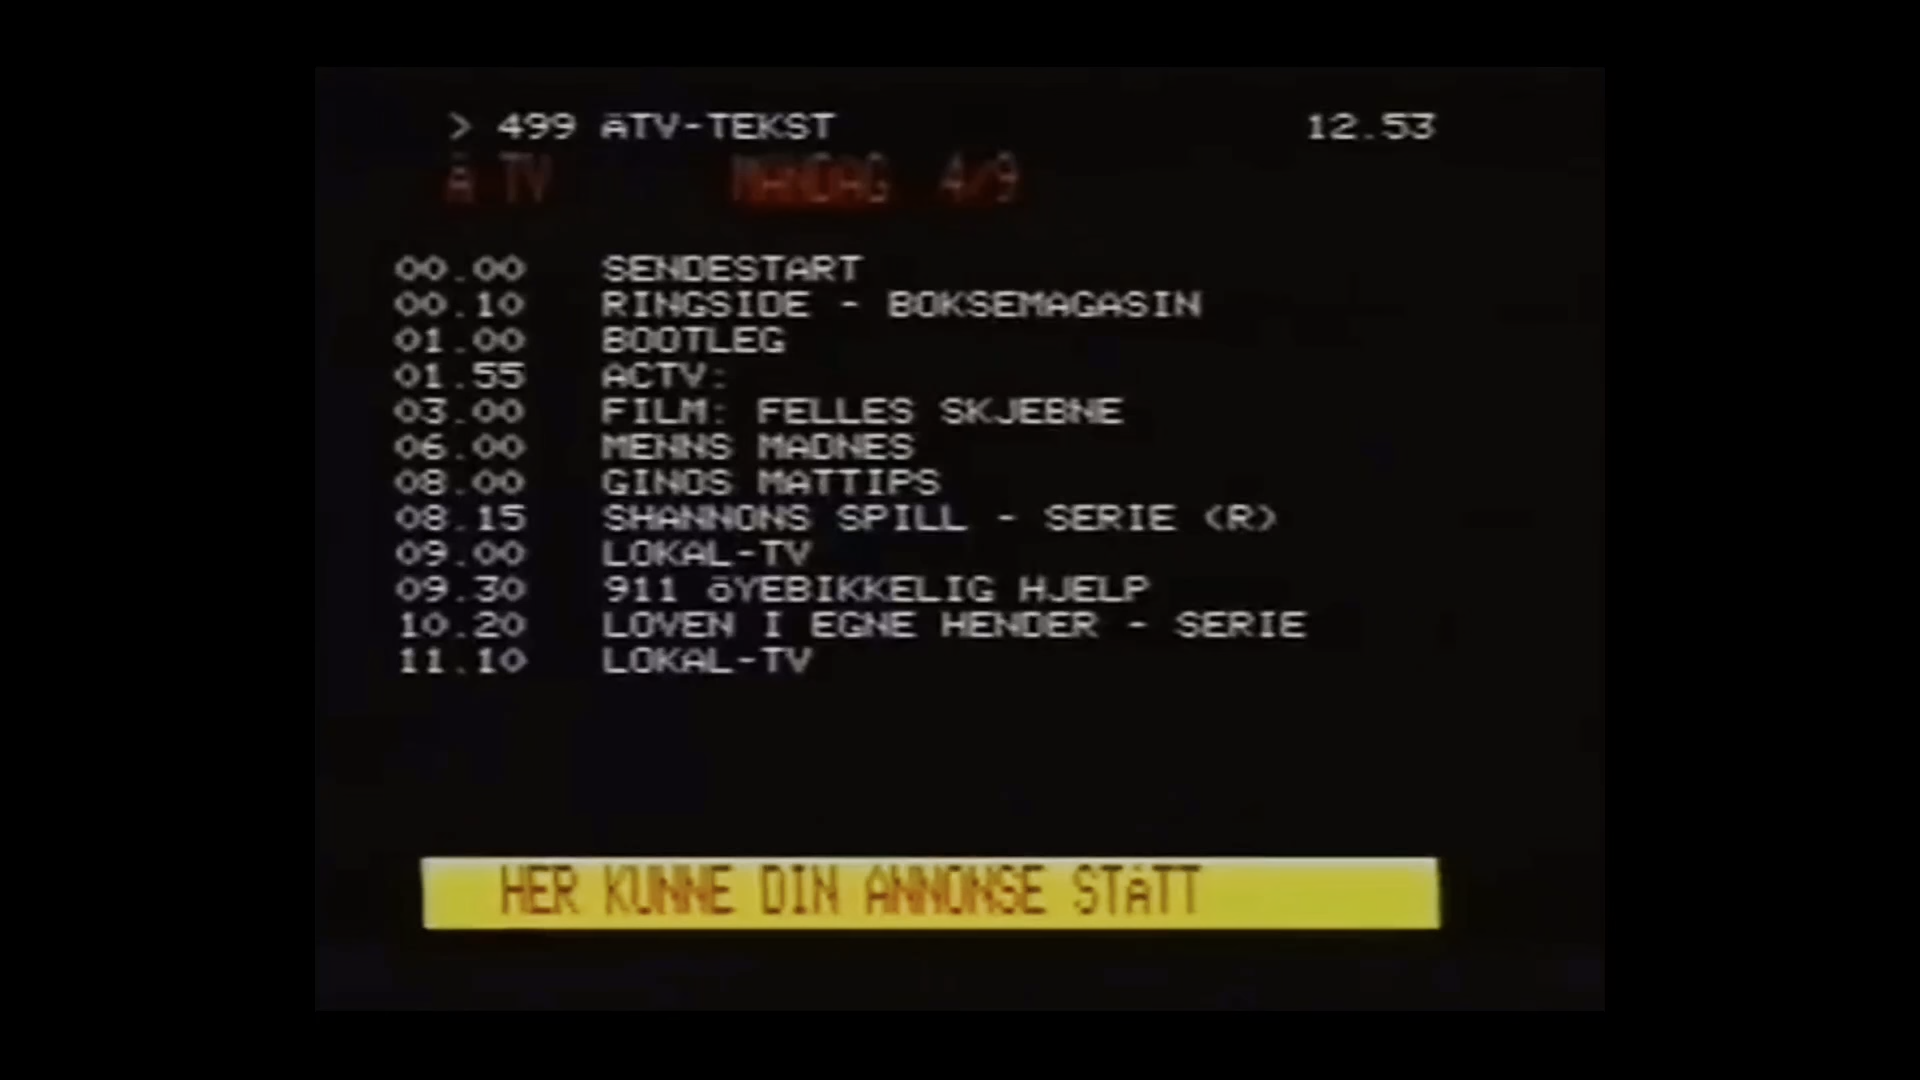 > 499 äTV-TEKST 12.53
Ä TV MANDAG 4/9
00.00 SENDESTART
00.10 RINGSIDE - BOKSEMAGASIN
01.00 BOOTLEG
01.55 ACTV:
03.00 FILM: FELLES SKJEBNE
06.00 MENNS MADNES
08.00 GINOS MATTIPS
08.15 SHANNONS SPILL - SERIE (R)
09.00 LOKAL-TV
09.30 911 öYEBIKKELIG HJELP
10.20 LOVEN I EGNE HENDER - SERIE
11.10 LOKAL-TV
HER KUNNE DIN ANNONSE STÅTT